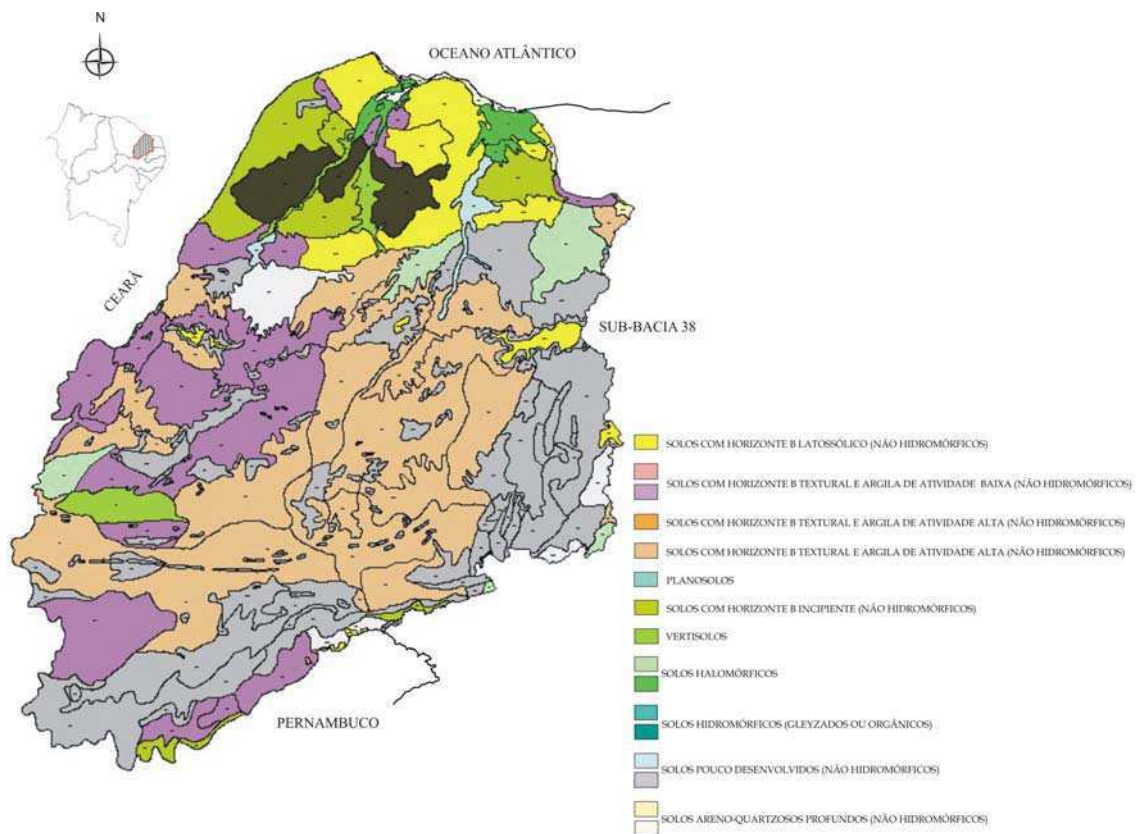 N
OCEANO ATLÂNTICO
CEARÁ
SUB-BACIA 38
SOLOS COM HORIZONTE B LATOSSÓLICO (NÃO HIDROMÓRFICOS)
SOLOS COM HORIZONTE B TEXTURAL E ARGILA DE ATIVIDADE BAIXA (NÃO HIDROMÓRFICOS)
SOLOS COM HORIZONTE B TEXTURAL E ARGILA DE ATIVIDADE ALTA (NÃO HIDROMÓRFICOS)
SOLOS COM HORIZONTE B TEXTURAL E ARGILA DE ATIVIDADE ALTA (NÃO HIDROMÓRFICOS)
PLANOSOLOS
SOLOS COM HORIZONTE B INCIPIENTE (NÃO HIDROMÓRFICOS)
VERTISOLOS
SOLOS HALOMÓRFICOS
SOLOS HIDROMÓRFICOS (GLEYZADOS OU ORGÂNICOS)
SOLOS POUCO DESENVOLVIDOS (NÃO HIDROMÓRFICOS)
SOLOS ARENO-QUARTZOSOS PROFUNDOS (NÃO HIDROMÓRFICOS)
PERNAMBUCO